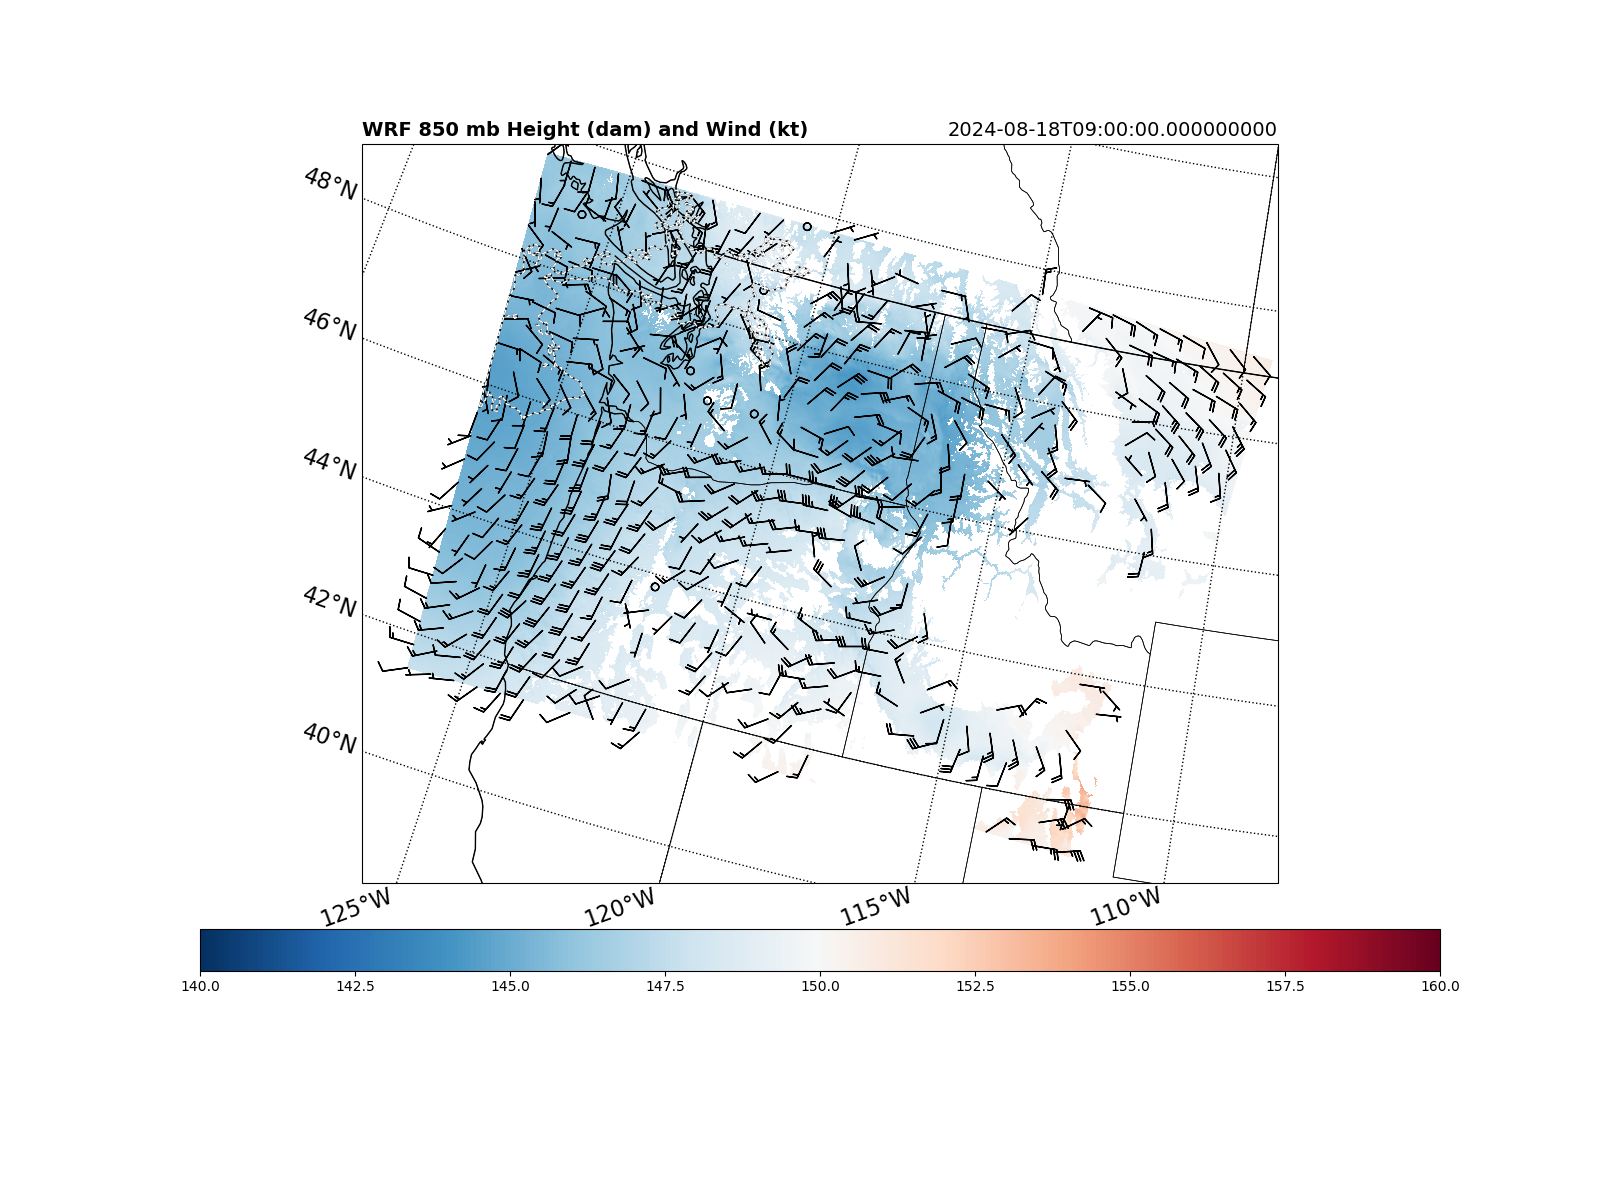 WRF 850 mb Height (dam) and Wind (kt)
2024-08-18T09:00:00.000000000
48°N
46°N
44°N
42°N
40°N
125°W
120°W
115°W
110°W
140.0
142.5
145.0
147.5
150.0
152.5
155.0
157.5
160.0